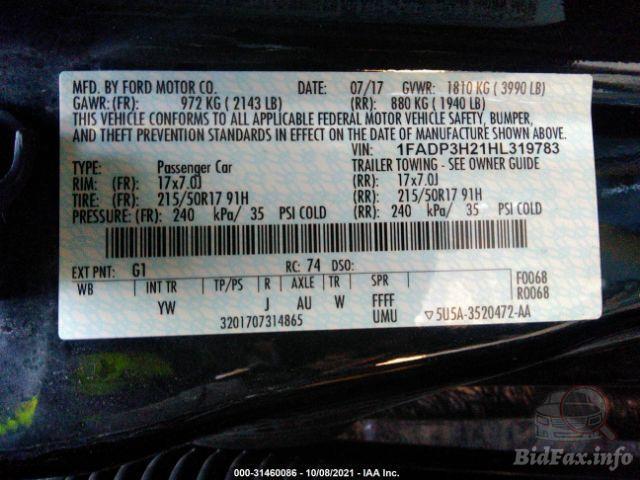 MFD. BY FORD MOTOR CO. DATE: 07/17 GVWR: 1810 KG ( 3990 LB)
GAWR: (FR): 972 KG ( 2143 LB) (RR): 880 KG ( 1940 LB)
THIS VEHICLE CONFORMS TO ALL APPLICABLE FEDERAL MOTOR VEHICLE SAFETY, BUMPER,
AND THEFT PREVENTION STANDARDS IN EFFECT ON THE DATE OF MANUFACTURE SHOWN ABOVE.
VIN: 1FADP3H21HL319783
TYPE: Passenger Car TRAILER TOWING - SEE OWNER GUIDE
RIM: (FR): 17x7.0J (RR): 17x7.0J
TIRE: (FR): 215/50R17 91H (RR): 215/50R17 91H
PRESSURE: (FR): 240 kPa/ 35 PSI COLD (RR): 240 kPa/ 35 PSI COLD
EXT PNT: G1 RC: 74 DSO: F0068
WB INT TR TP/PS R AXLE TR SPR R0068
YW J AU W FFFF
3201707314865 UMU ▽5U5A-3520472-AA
BidFax.info
000-31460086 - 10/08/2021 - IAA Inc.